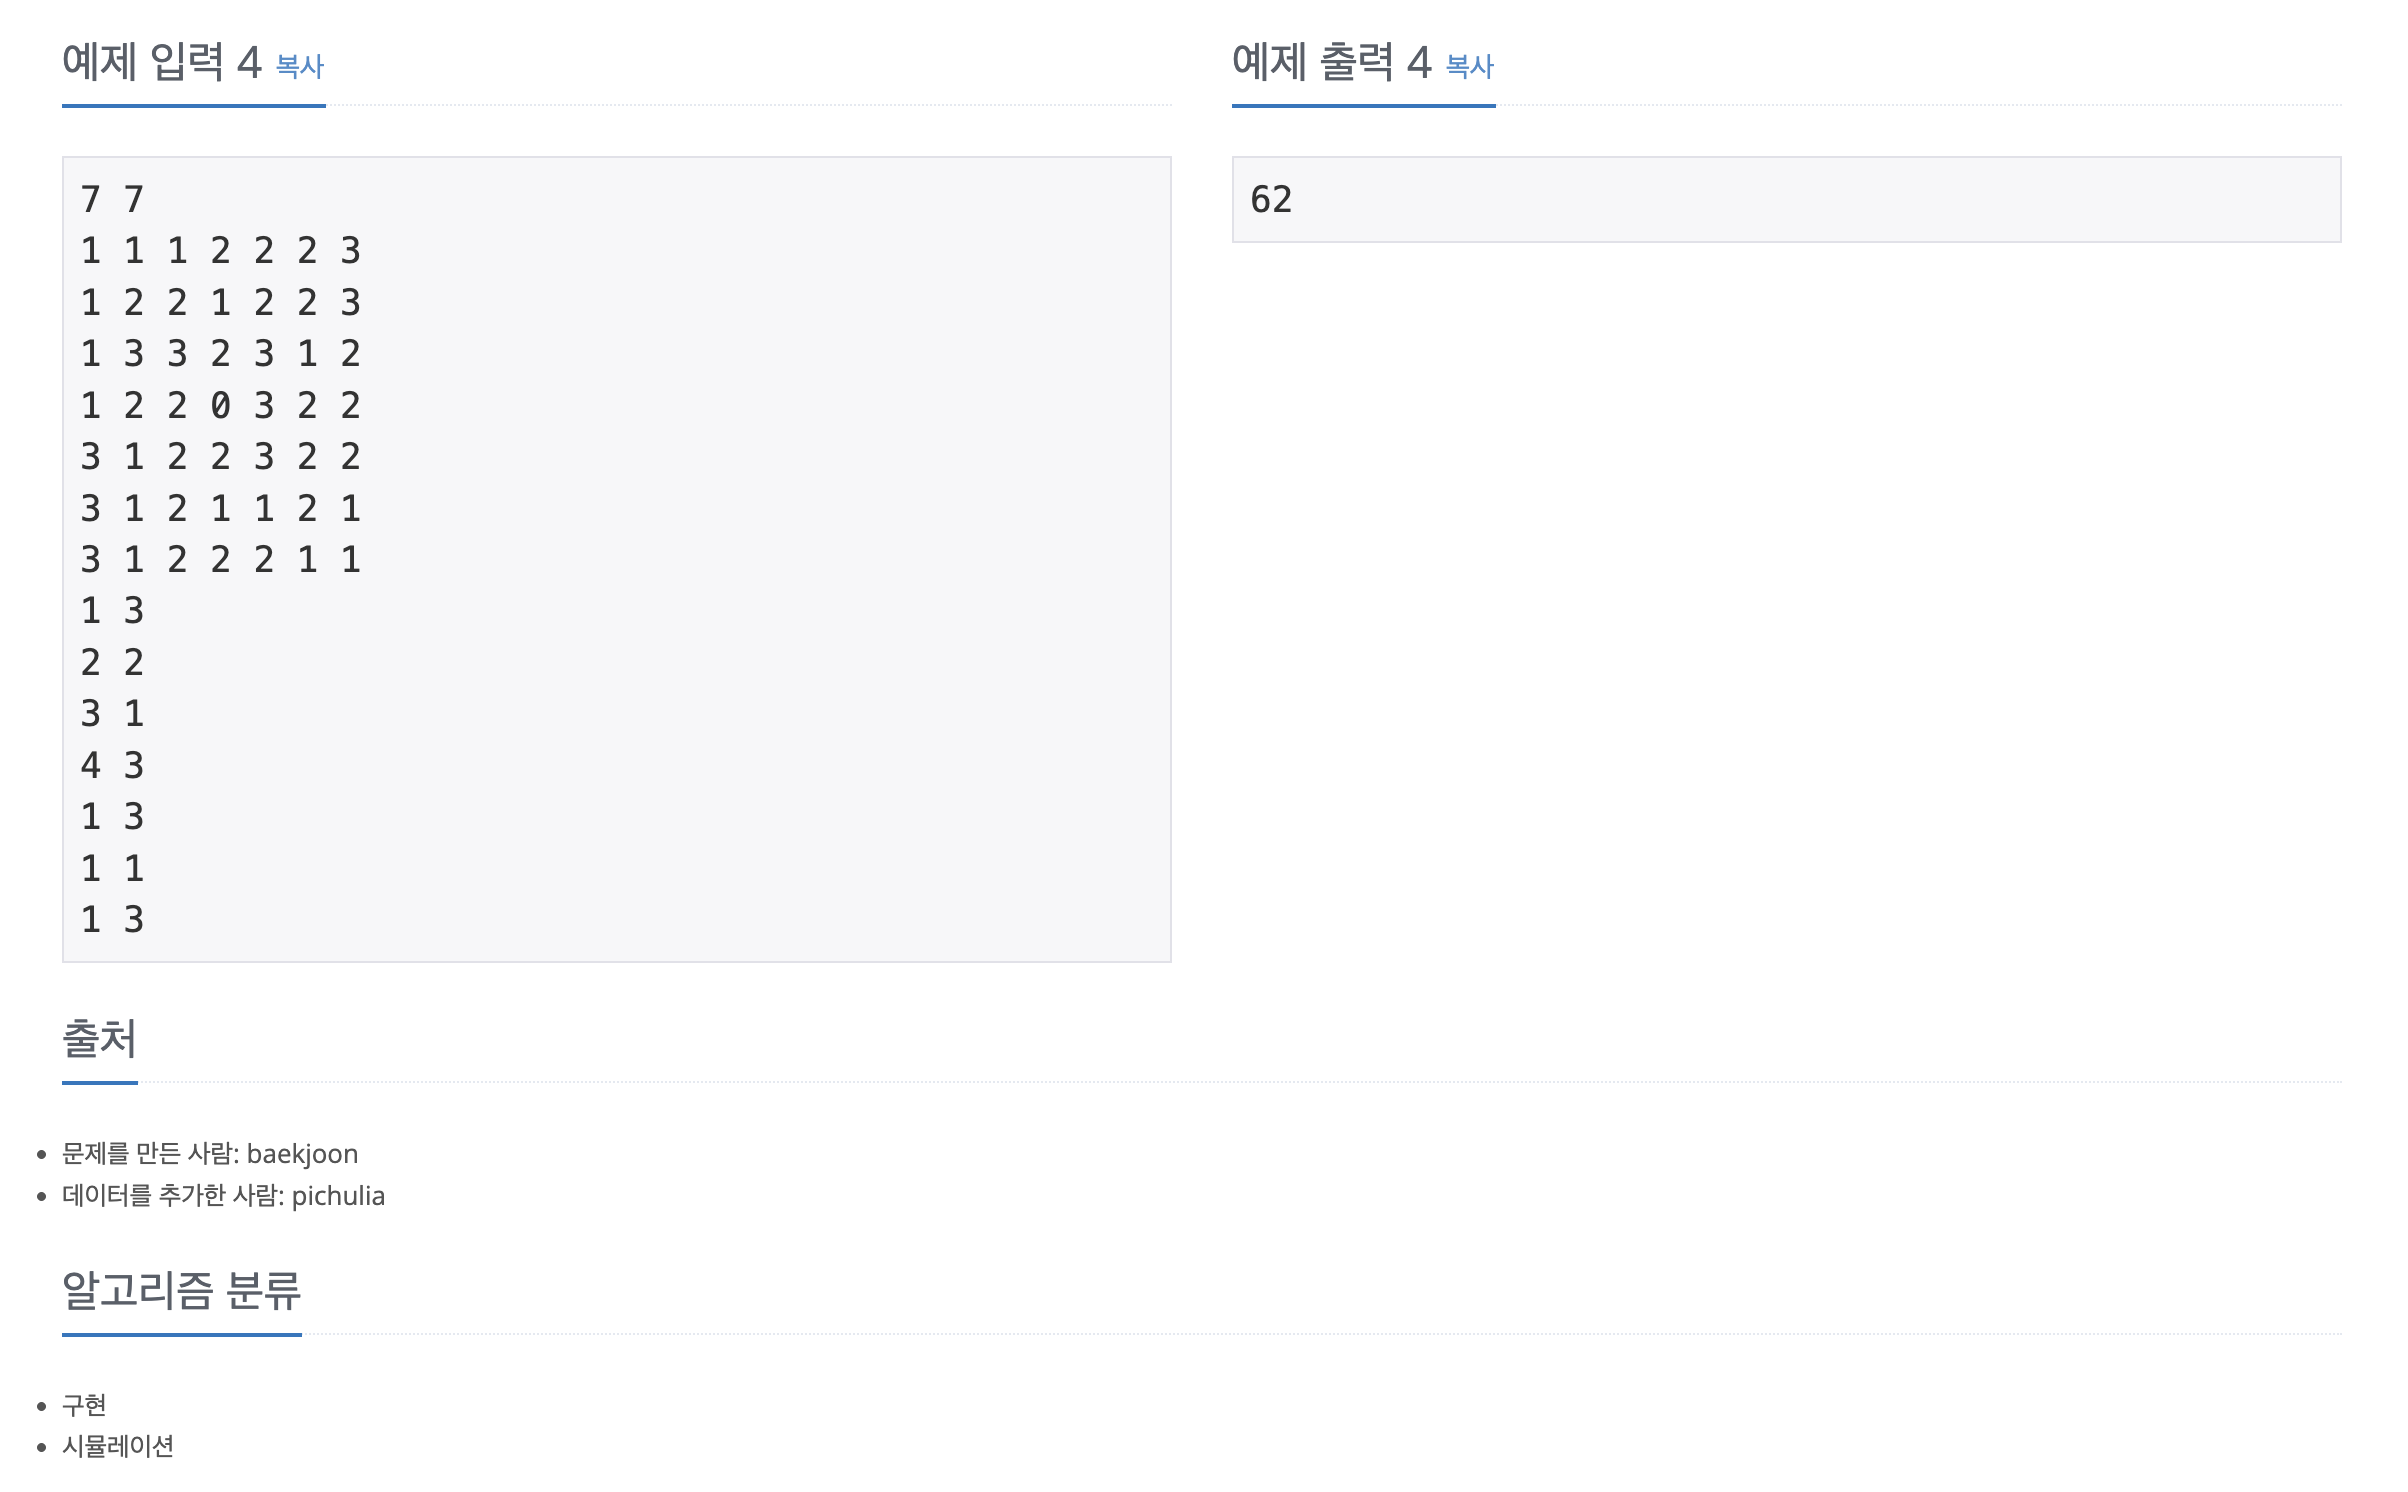 예제 입력 4 복사
7 7
1 1 1 2 2 2 3
1 2 2 1 2 2 3
1 3 3 2 3 1 2
1 2 2 0 3 2 2
3 1 2 2 3 2 2
3 1 2 1 1 2 1
3 1 2 2 2 1 1
1 3
2 2
3 1
4 3
1 3
1 1
1 3
예제 출력 4 복사
62
출처
문제를 만든 사람: baekjoon
데이터를 추가한 사람: pichulia
알고리즘 분류
구현
시뮬레이션